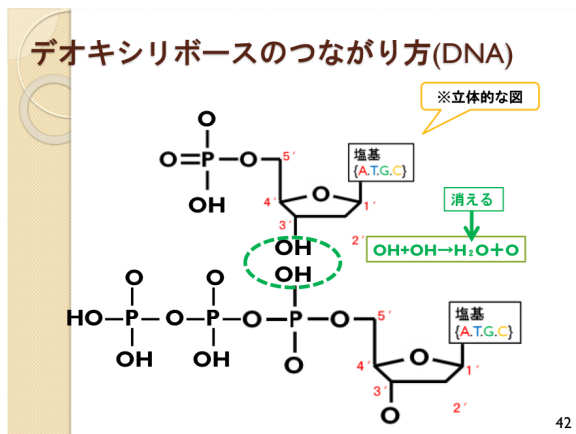 デオキシリボースのつながり方(DNA)
※立体的な図
O
O=P-O
OH
5´
塩基
{A.T.G.C}
4´
O
1´
3´
2´
OH
消える
OH+OH→H₂O+O
OH
O
O
HO-P-O-P-O-P-O
OH
OH
O
5´
塩基
{A.T.G.C}
4´
O
1´
3´
2´
O
42